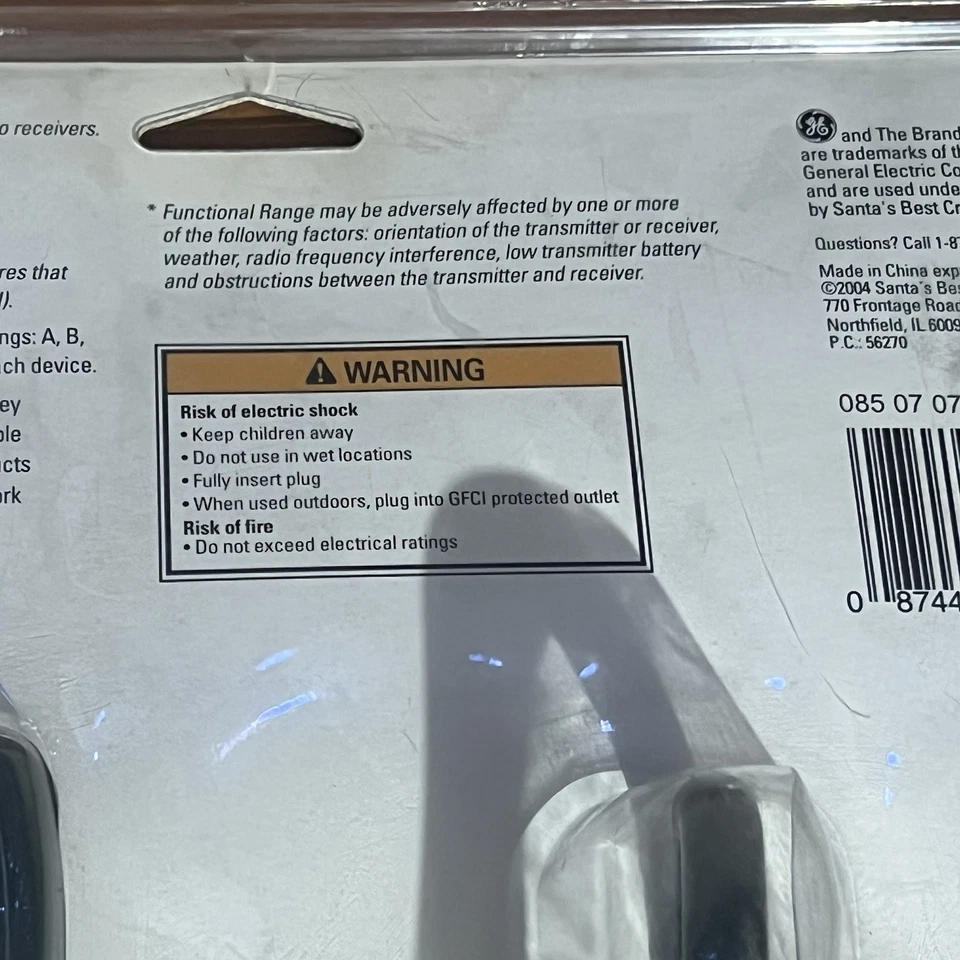 o receivers.
res that
l).
ngs: A, B,
ch device.
ey
ble
cts
ork
* Functional Range may be adversely affected by one or more
of the following factors: orientation of the transmitter or receiver,
weather, radio frequency interference, low transmitter battery
and obstructions between the transmitter and receiver.
WARNING
Risk of electric shock
• Keep children away
• Do not use in wet locations
• Fully insert plug
• When used outdoors, plug into GFCI protected outlet
Risk of fire
• Do not exceed electrical ratings
GE and The Brand
are trademarks of th
General Electric Co
and are used unde
by Santa's Best Cr
Questions? Call 1-87
Made in China exp
©2004 Santa's Bes
770 Frontage Road
Northfield, IL 6009
P.C.: 56270
085 07 07
0 8744